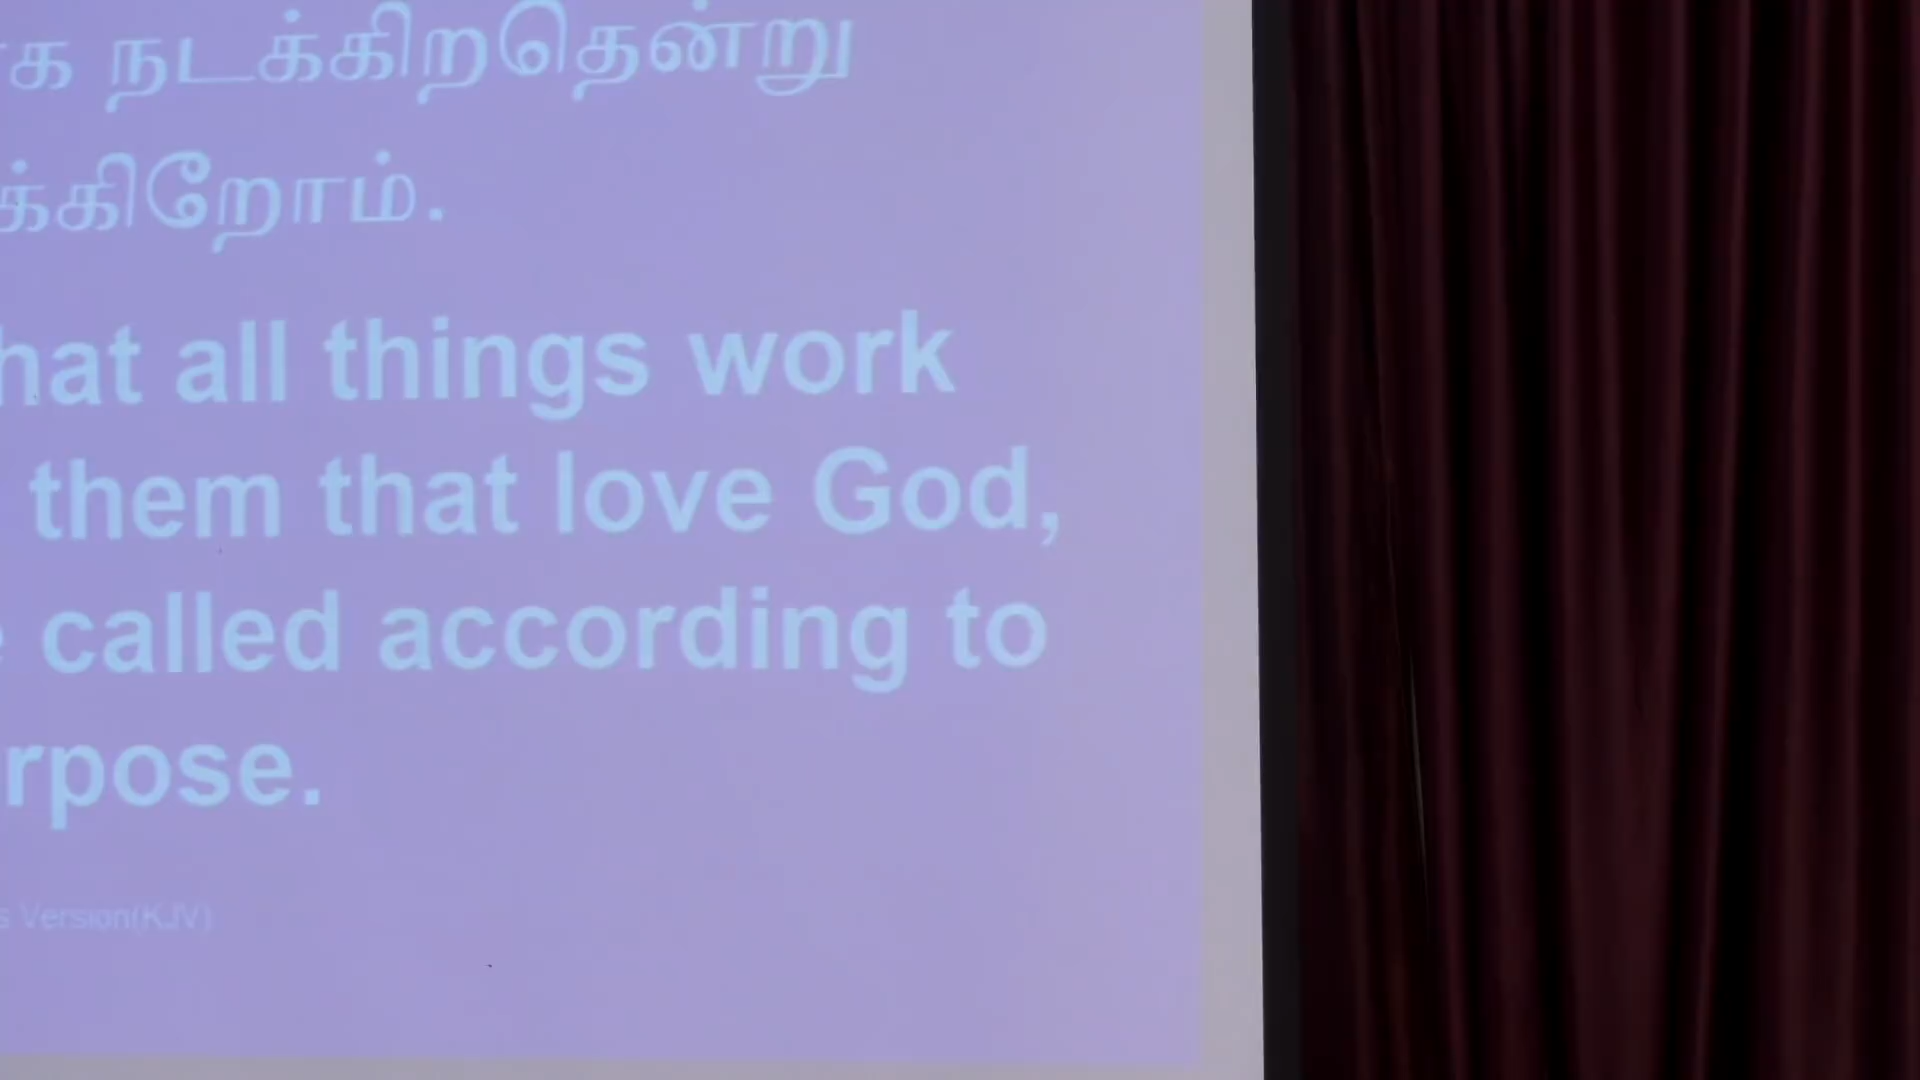 க நடக்கிறதென்று
க்கிறோம்.
hat all things work
them that love God,
called according to
rpose.
s Version(KJV)